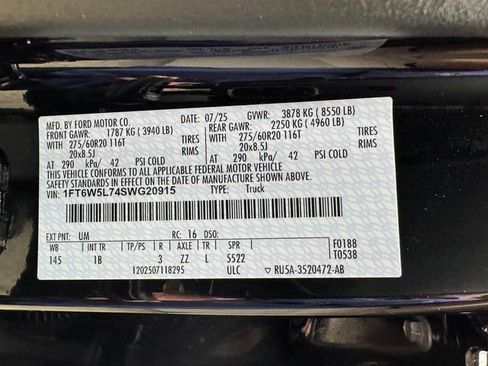 MFD. BY FORD MOTOR CO. DATE: 07/25 GVWR: 3878 KG ( 8550 LB)
FRONT GAWR: 1787 KG ( 3940 LB) REAR GAWR: 2250 KG ( 4960 LB)
WITH 275/60R20 116T TIRES WITH 275/60R20 116T
20x8.5J RIMS 20x8.5J TIRES RIMS
AT 290 kPa/ 42 PSI COLD AT 290 kPa/ 42 PSI COLD
THIS VEHICLE CONFORMS TO ALL APPLICABLE FEDERAL MOTOR VEHICLE
SAFETY STANDARDS IN EFFECT ON THE DATE OF MANUFACTURE SHOWN ABOVE.
VIN: 1FT6W5L74SWG20915 TYPE: Truck
EXT PNT: UM RC: 16 DSO: F0188
WB INT TR TP/PS R AXLE TR SPR T0538
145 1B 3 ZZ L 5522
1202507118295 ULC RU5A-3520472-AB